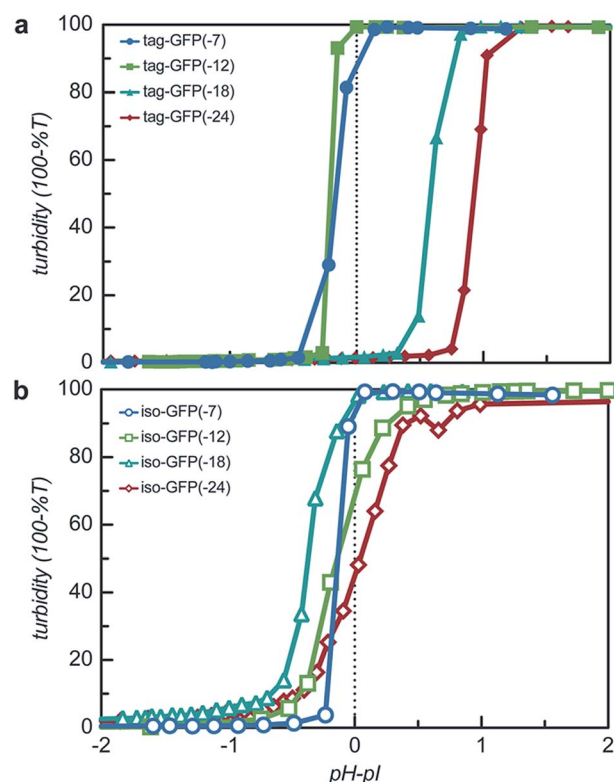 a
100
80
60
40
20
0
turbidity (100-%T)
tag-GFP(-7)
tag-GFP(-12)
tag-GFP(-18)
tag-GFP(-24)
b
100
80
60
40
20
0
turbidity (100-%T)
iso-GFP(-7)
iso-GFP(-12)
iso-GFP(-18)
iso-GFP(-24)
-2 -1 0 1 2
pH-pI